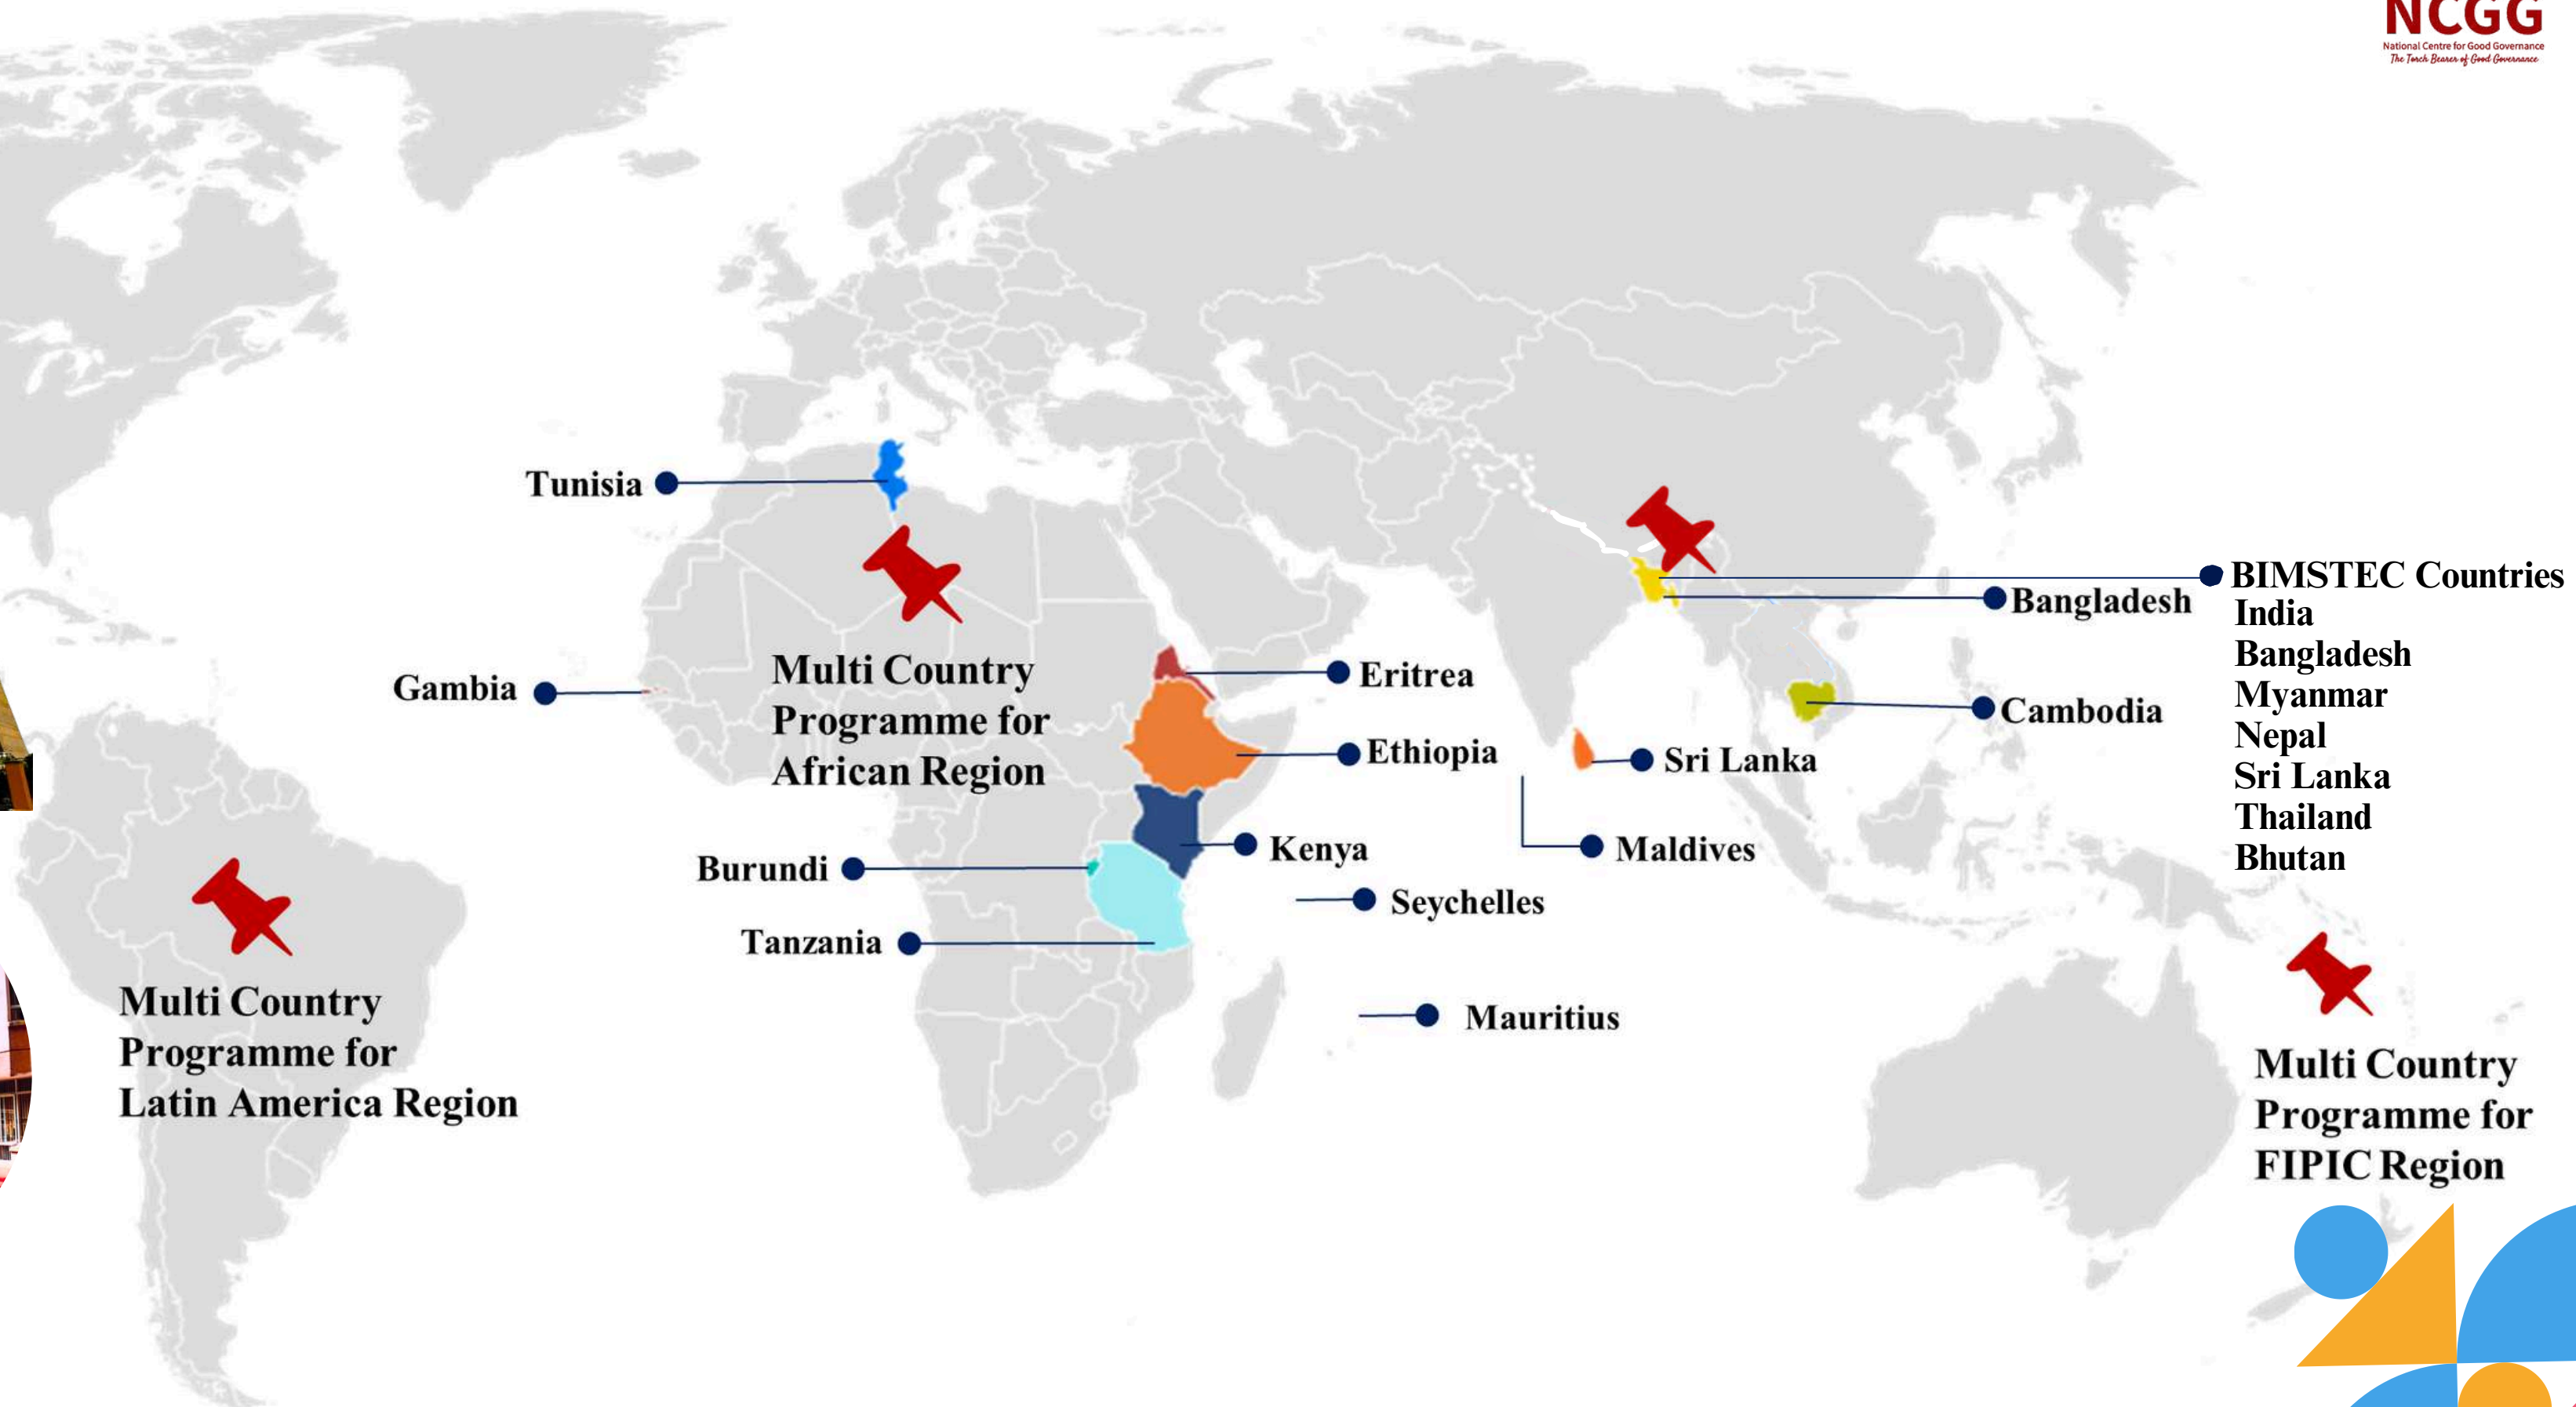 NCGG
National Centre for Good Governance
The Torch Bearer of Good Governance
Tunisia
Gambia
Multi Country
Programme for
African Region
Eritrea
Ethiopia
Kenya
Burundi
Tanzania
Seychelles
Mauritius
Sri Lanka
Maldives
Bangladesh
Cambodia
BIMSTEC Countries
India
Bangladesh
Myanmar
Nepal
Sri Lanka
Thailand
Bhutan
Multi Country
Programme for
Latin America Region
Multi Country
Programme for
FIPIC Region